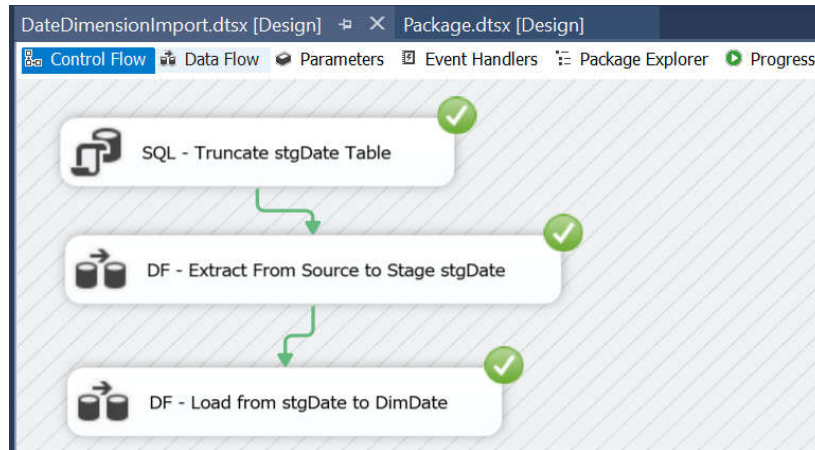 DateDimensionImport.dtsx [Design] Package.dtsx [Design]
Control Flow Data Flow Parameters Event Handlers Package Explorer Progress
SQL - Truncate stgDate Table
DF - Extract From Source to Stage stgDate
DF - Load from stgDate to DimDate